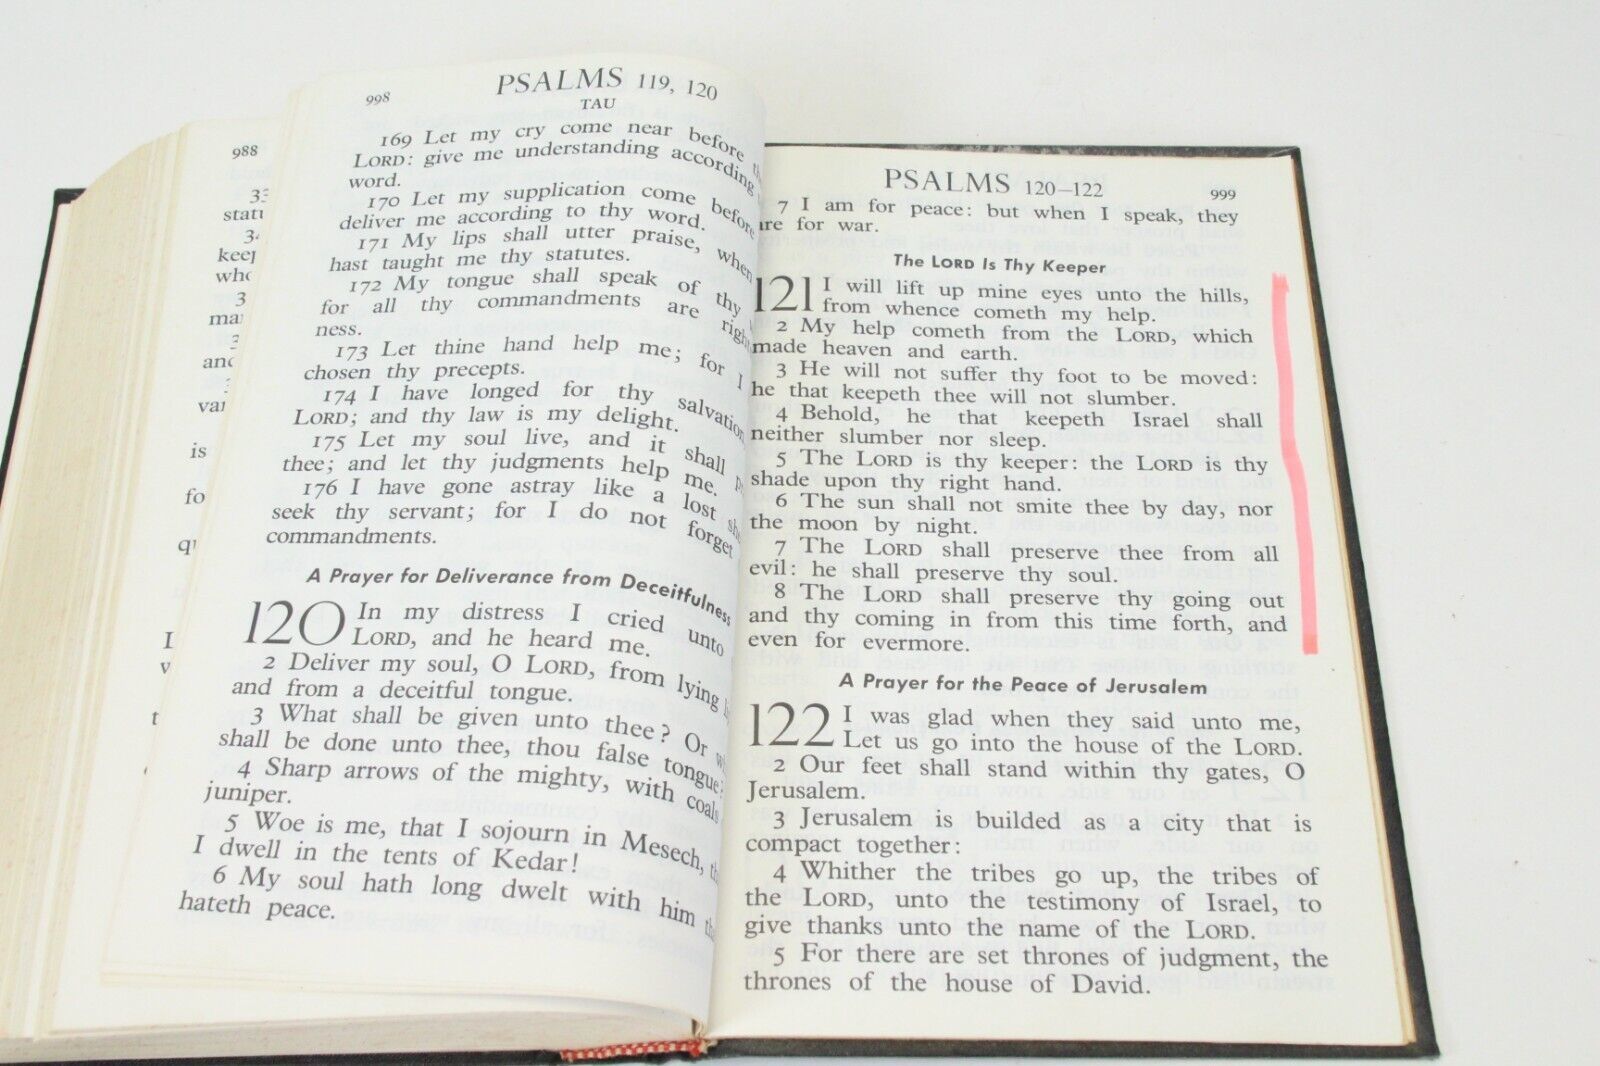 988
33
statu
34
keep
who
3
mai
3
and
3
vai
is
fo
qu
L
v
t
998
PSALMS 119, 120
TAU
169 Let my cry come near before
LORD: give me understanding according
word.
170 Let my supplication come before
deliver me according to thy word.
171 My lips shall utter praise, when
hast taught me thy statutes.
172 My tongue shall speak of thy
for all thy commandments are
ness.
173 Let thine hand help me; for I
chosen thy precepts.
174 I have longed for thy salvation,
LORD; and thy law is my delight.
175 Let my soul live, and it shall
thee; and let thy judgments help me.
176 I have gone astray like a lost
seek thy servant; for I do not forget
commandments.
A Prayer for Deliverance from Deceitfulness
120 In my distress I cried unto
LORD, and he heard me.
2 Deliver my soul, O LORD, from lying
and from a deceitful tongue.
3 What shall be given unto thee? Or
shall be done unto thee, thou false tongue?
4 Sharp arrows of the mighty, with coals
juniper.
5 Woe is me, that I sojourn in Mesech,
I dwell in the tents of Kedar!
6 My soul hath long dwelt with him
hateth peace.
PSALMS 120–122
999
7 I am for peace: but when I speak, they
are for war.
The LORD Is Thy Keeper
121 I will lift up mine eyes unto the hills,
from whence cometh my help.
2 My help cometh from the LORD, which
made heaven and earth.
3 He will not suffer thy foot to be moved:
he that keepeth thee will not slumber.
4 Behold, he that keepeth Israel shall
neither slumber nor sleep.
5 The LORD is thy keeper: the LORD is thy
shade upon thy right hand.
6 The sun shall not smite thee by day, nor
the moon by night.
7 The LORD shall preserve thee from all
evil: he shall preserve thy soul.
8 The LORD shall preserve thy going out
and thy coming in from this time forth, and
even for evermore.
A Prayer for the Peace of Jerusalem
122 I was glad when they said unto me,
Let us go into the house of the LORD.
2 Our feet shall stand within thy gates, O
Jerusalem.
3 Jerusalem is builded as a city that is
compact together:
4 Whither the tribes go up, the tribes of
the LORD, unto the testimony of Israel, to
give thanks unto the name of the LORD.
5 For there are set thrones of judgment, the
thrones of the house of David.